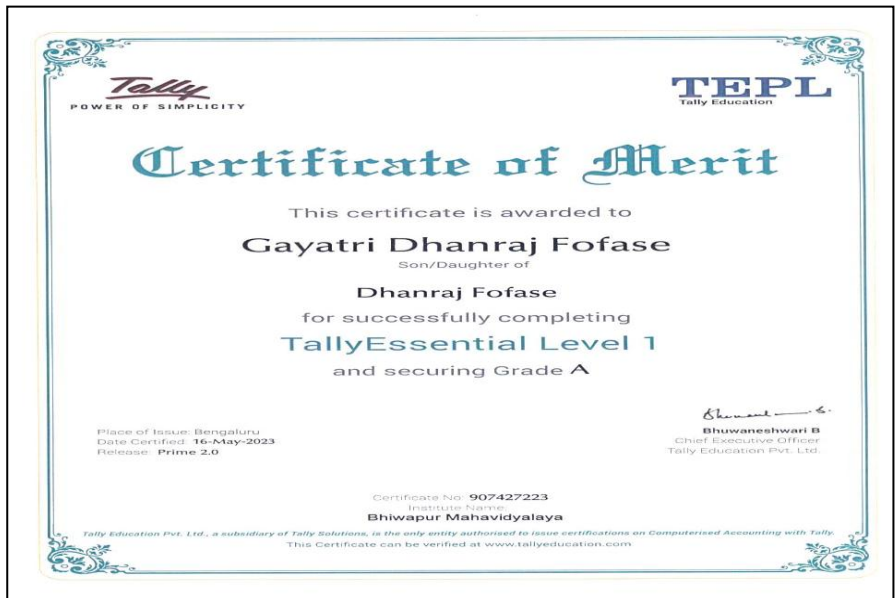 Tally
POWER OF SIMPLICITY
TEPL
Tally Education
Certificate of Merit
This certificate is awarded to
Gayatri Dhanraj Fofase
Son/Daughter of
Dhanraj Fofase
for successfully completing
TallyEssential Level 1
and securing Grade A
Place of Issue: Bengaluru
Date Certified: 16-May-2023
Release: Prime 2.0
Bhuwaneshwari B
Chief Executive Officer
Tally Education Pvt. Ltd.
Certificate No: 907427223
Institute Name:
Bhiwapur Mahavidyalaya
Tally Education Pvt. Ltd., a subsidiary of Tally Solutions, is the only entity authorised to issue certifications on Computerised Accounting with Tally.
This Certificate can be verified at www.tallyeducation.com